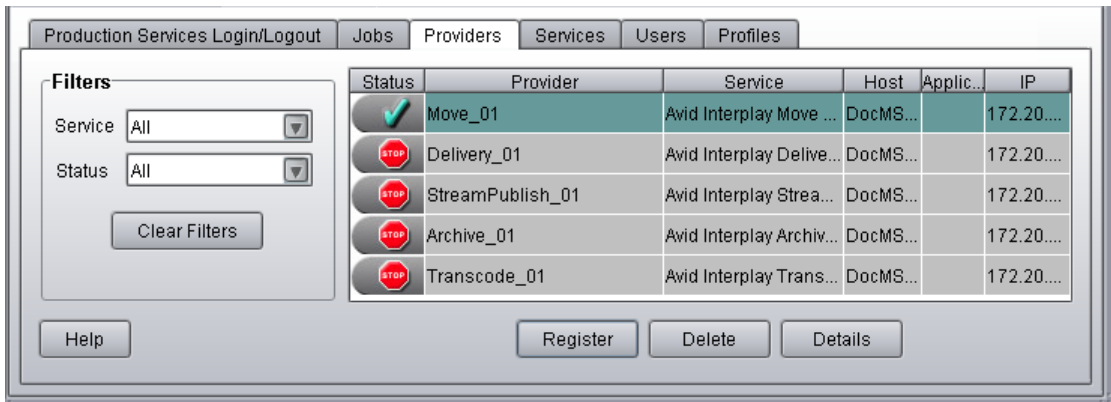 Production Services Login/Logout Jobs Providers Services Users Profiles
Filters
Service All
Status All
Clear Filters
Status Provider Service Host Applic... IP
Move_01 Avid Interplay Move ... DocMS... 172.20....
STOP Delivery_01 Avid Interplay Delive... DocMS... 172.20....
STOP StreamPublish_01 Avid Interplay Strea... DocMS... 172.20....
STOP Archive_01 Avid Interplay Archiv... DocMS... 172.20....
STOP Transcode_01 Avid Interplay Trans... DocMS... 172.20....
Help Register Delete Details